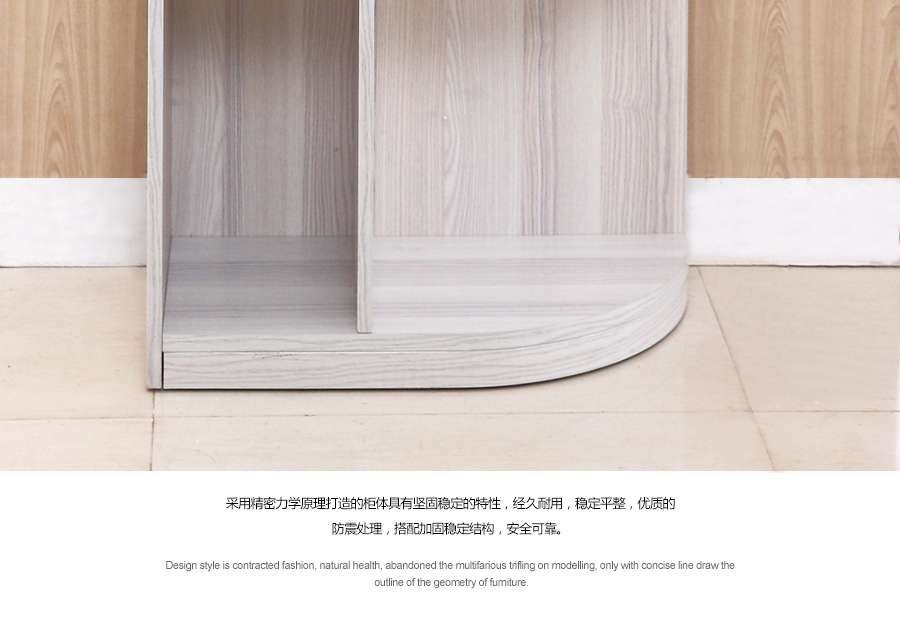 采用精密力学原理打造的柜体具有坚固稳定的特性，经久耐用，稳定平整，优质的
防震处理，搭配加固稳定结构，安全可靠。
Design style is contracted fashion, natural health, abandoned the multifarious trifling on modelling, only with concise line draw the
outline of the geometry of furniture.